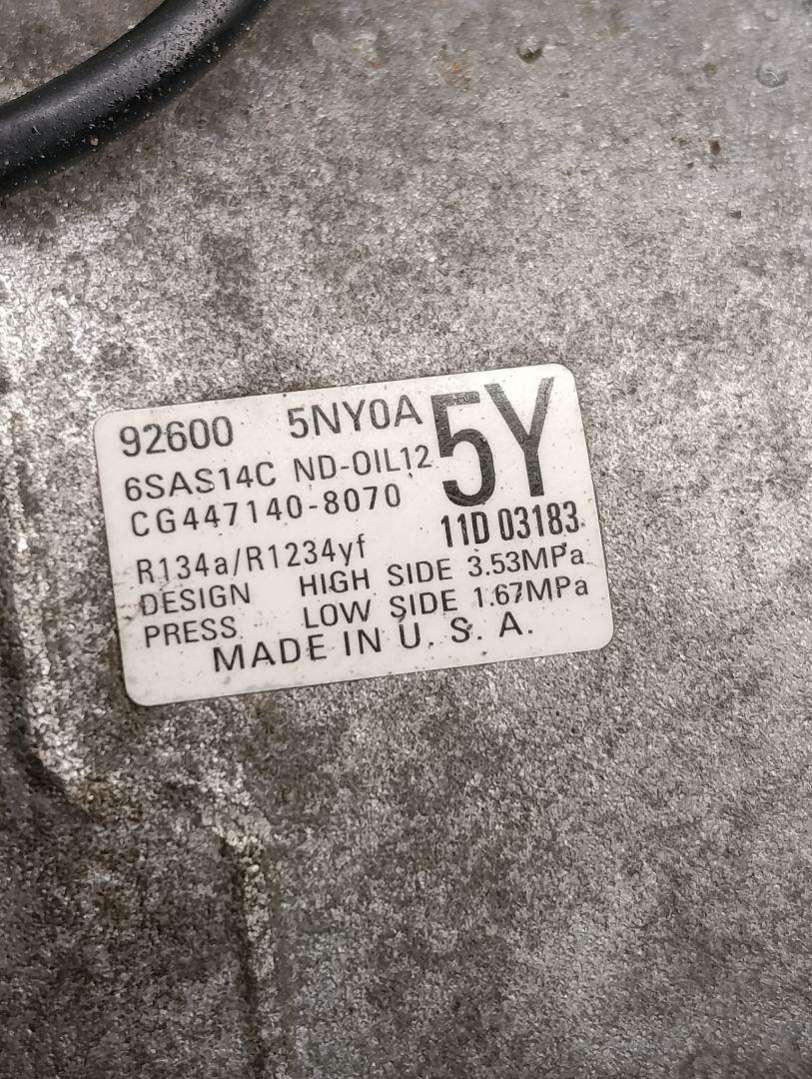 92600 5NY0A
5Y
6SAS14C ND-OIL12
CG447140-8070
11D 03183
R134a/R1234yf
DESIGN HIGH SIDE 3.53MPa
PRESS LOW SIDE 1.67MPa
MADE IN U. S. A.